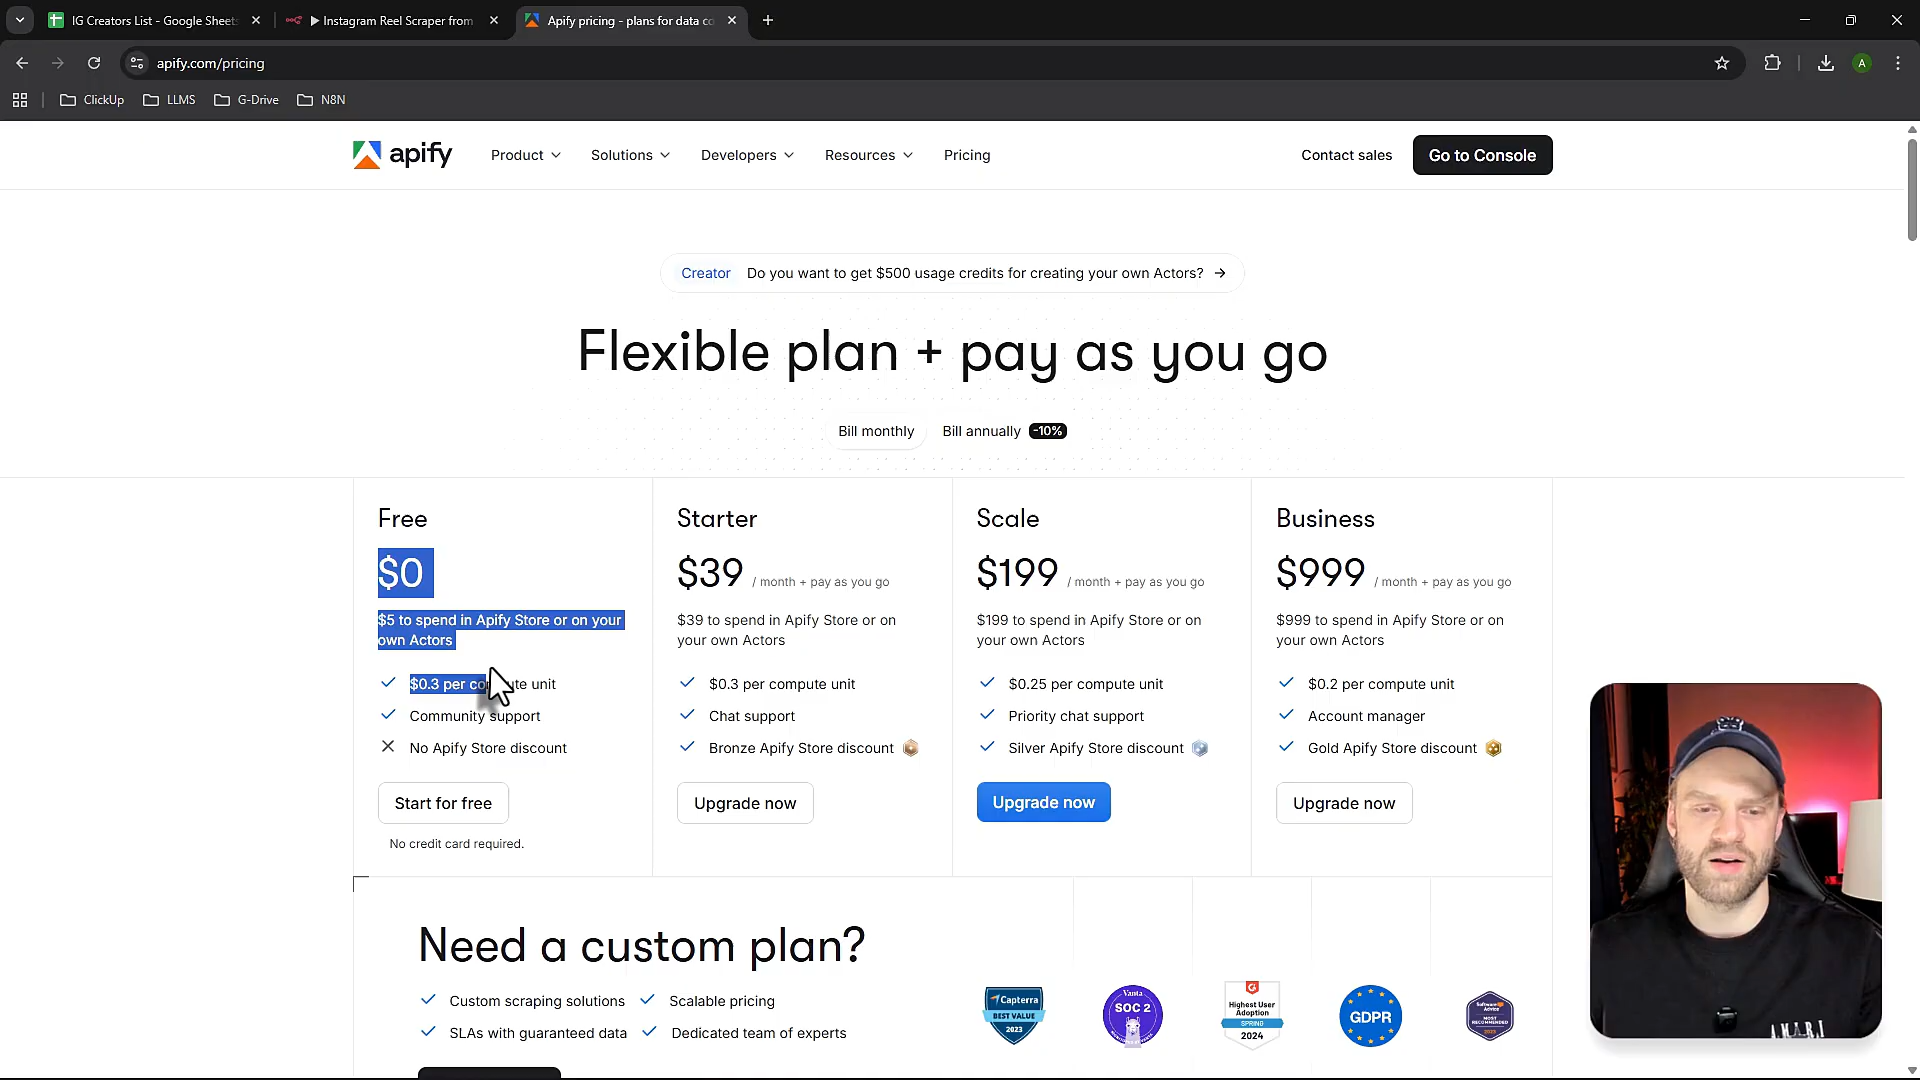 IG Creators List - Google Sheets
Instagram Reel Scraper from
Apify pricing - plans for data co
apify.com/pricing
A
ClickUp
LLMS
G-Drive
N8N
apify
Product
Solutions
Developers
Resources
Pricing
Contact sales
Go to Console
Creator Do you want to get $500 usage credits for creating your own Actors? →
Flexible plan + pay as you go
Bill monthly
Bill annually -10%
Free
$0
$5 to spend in Apify Store or on your
own Actors
$0.3 per compute unit
Community support
No Apify Store discount
Start for free
No credit card required.
Starter
$39 / month + pay as you go
$39 to spend in Apify Store or on
your own Actors
$0.3 per compute unit
Chat support
Bronze Apify Store discount
Upgrade now
Scale
$199 / month + pay as you go
$199 to spend in Apify Store or on
your own Actors
$0.25 per compute unit
Priority chat support
Silver Apify Store discount
Upgrade now
Business
$999 / month + pay as you go
$999 to spend in Apify Store or on
your own Actors
$0.2 per compute unit
Account manager
Gold Apify Store discount
Upgrade now
Need a custom plan?
Custom scraping solutions
Scalable pricing
SLAs with guaranteed data
Dedicated team of experts
Capterra
BEST VALUE
2023
Vanta
SOC 2
Highest User
Adoption
SPRING
2024
GDPR
Software
Advice
MOST
RECOMMENDED